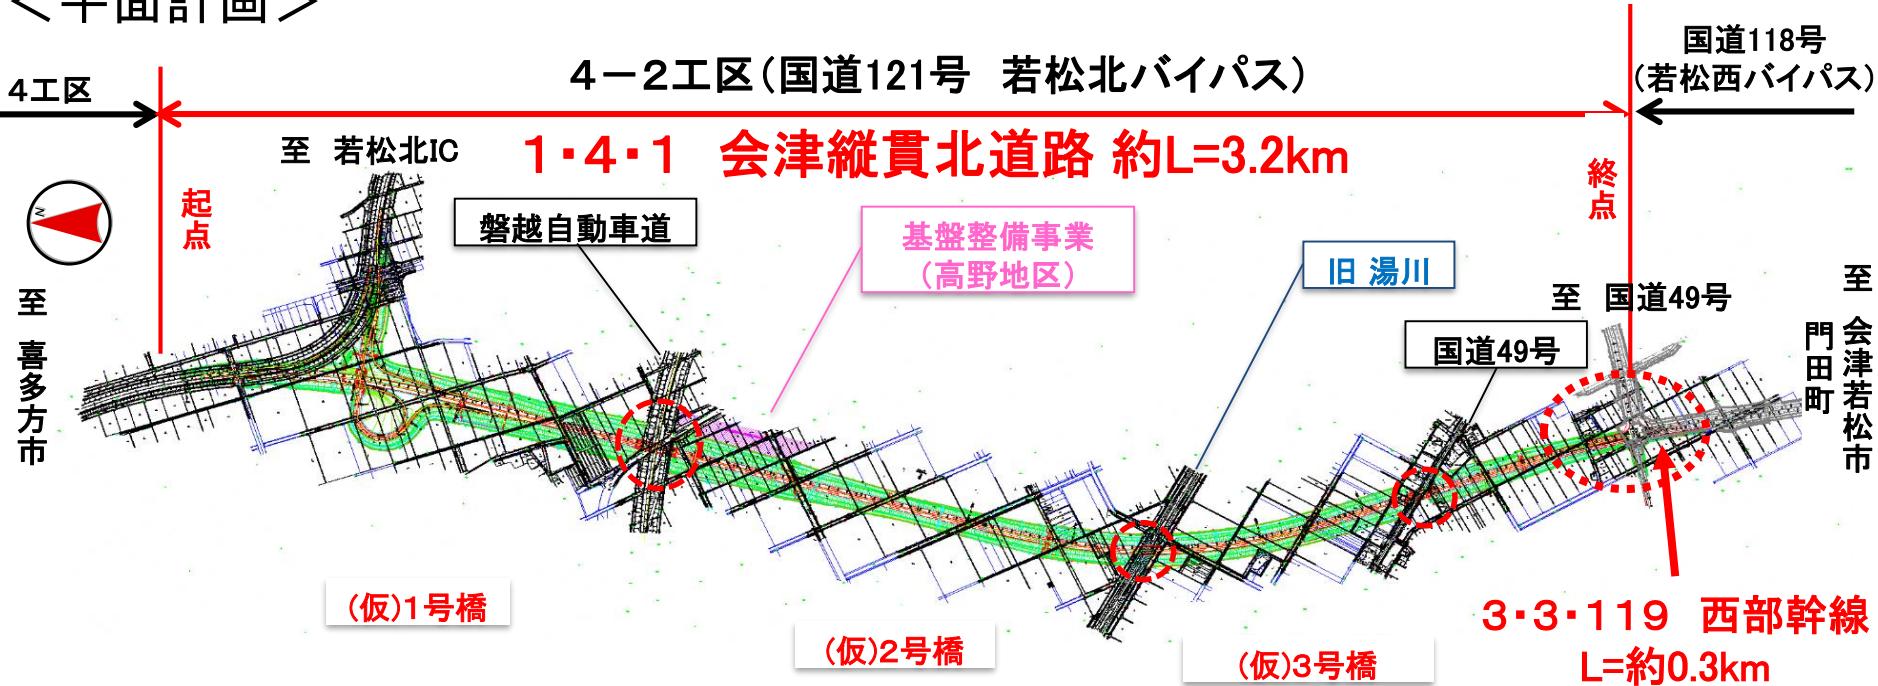 ＜平面計画＞
4工区
4－2工区（国道121号　若松北バイパス）
国道118号
（若松西バイパス）
1・4・1　会津縦貫北道路 約L=3.2km
至　若松北IC
起点
終点
N
磐越自動車道
基盤整備事業
（高野地区）
旧 湯川
至　国道49号
国道49号
至　喜多方市
至　会津若松市
門田町
(仮)1号橋
(仮)2号橋
(仮)3号橋
3・3・119　西部幹線
L=約0.3km